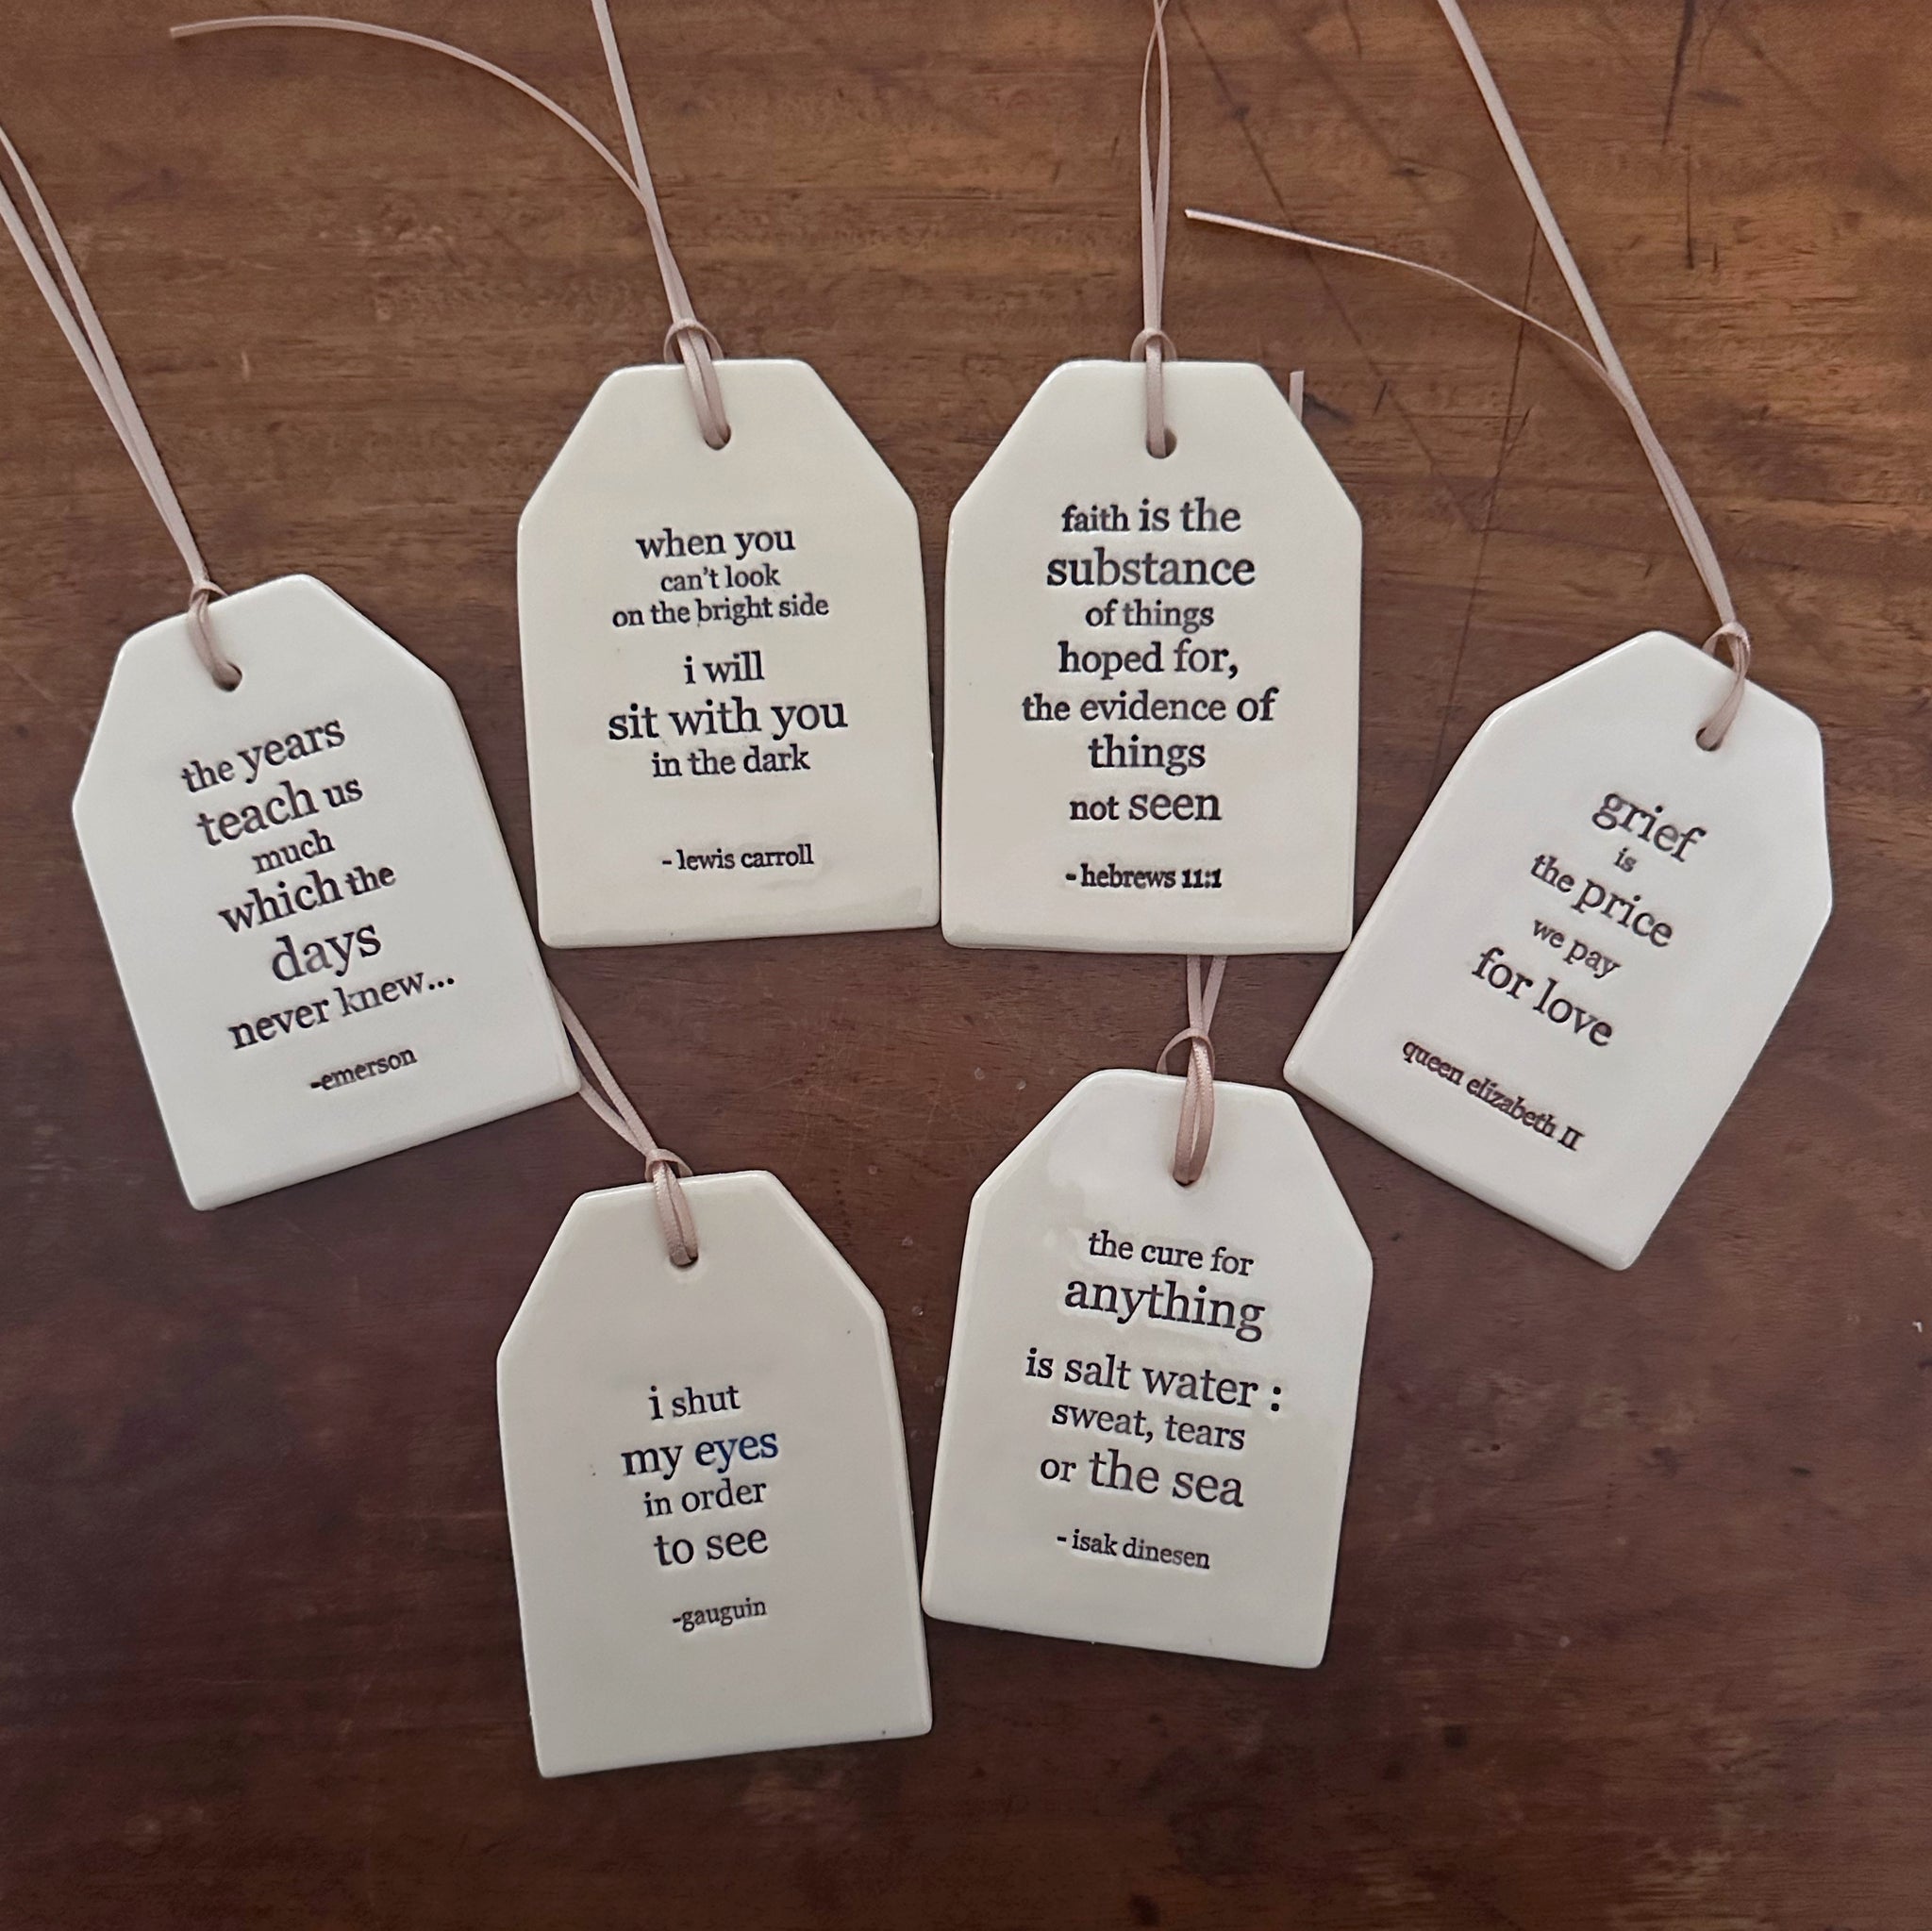 the years
teach us
much
which the
days
never knew...
-emerson
when you
can't look
on the bright side
i will
sit with you
in the dark
- lewis carroll
faith is the
substance
of things
hoped for,
the evidence of
things
not seen
- hebrews 11:1
grief
is
the price
we pay
for love
queen elizabeth II
i shut
my eyes
in order
to see
-gauguin
the cure for
anything
is salt water :
sweat, tears
or the sea
- isak dinesen